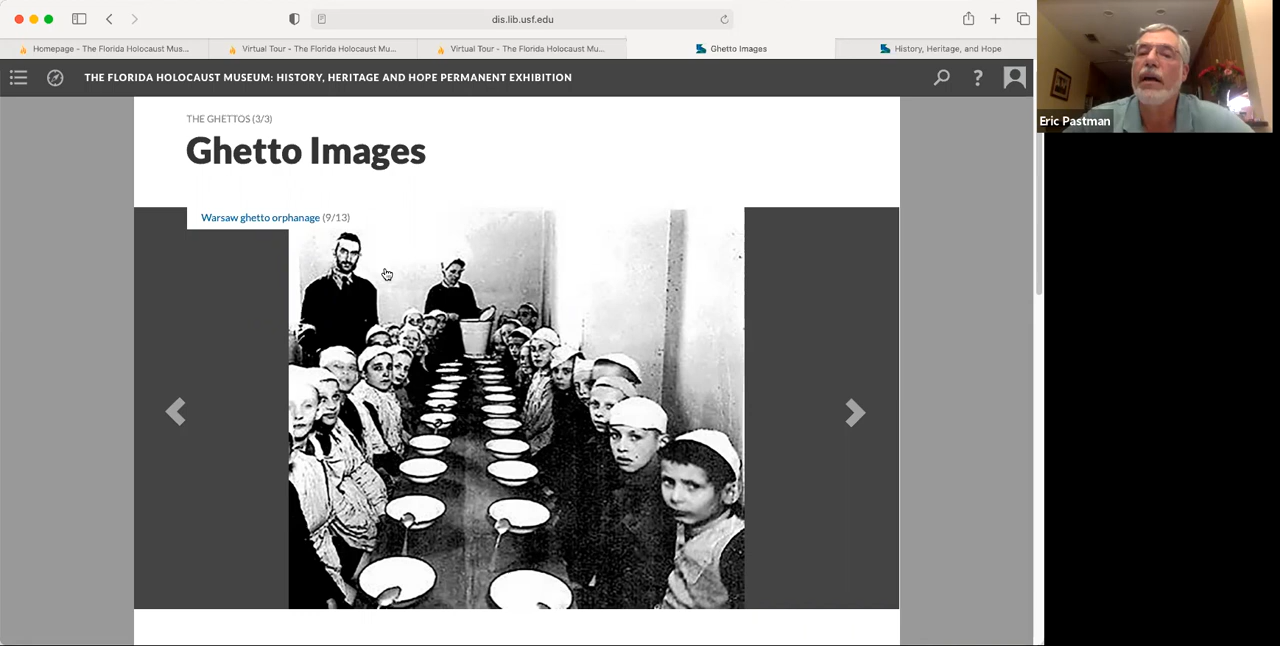 dis.lib.usf.edu
Homepage - The Florida Holocaust Mus...
Virtual Tour - The Florida Holocaust Mu...
Virtual Tour - The Florida Holocaust Mu...
Ghetto Images
History, Heritage, and Hope
THE FLORIDA HOLOCAUST MUSEUM: HISTORY, HERITAGE AND HOPE PERMANENT EXHIBITION
?
Eric Pastman
THE GHETTOS (3/3)
Ghetto Images
Warsaw ghetto orphanage (9/13)